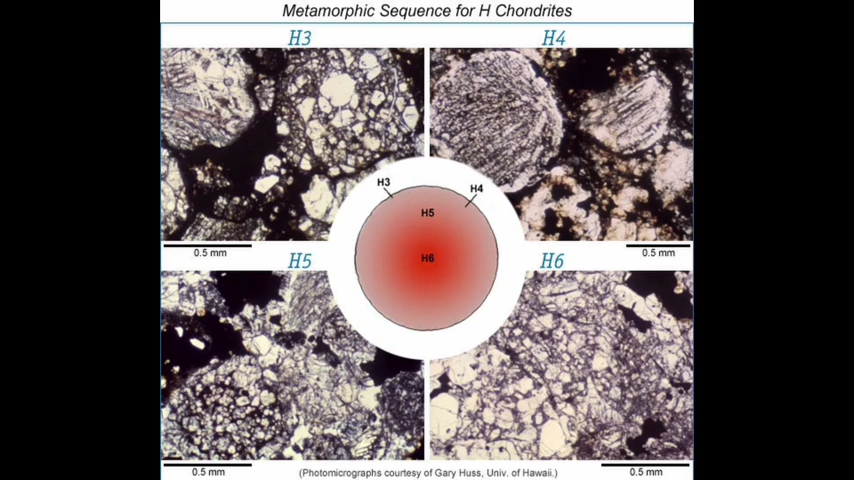 Metamorphic Sequence for H Chondrites
H3
H4
H3
H4
H5
H6
0.5 mm
0.5 mm
H5
H6
0.5 mm
(Photomicrographs courtesy of Gary Huss, Univ. of Hawaii.)
0.5 mm